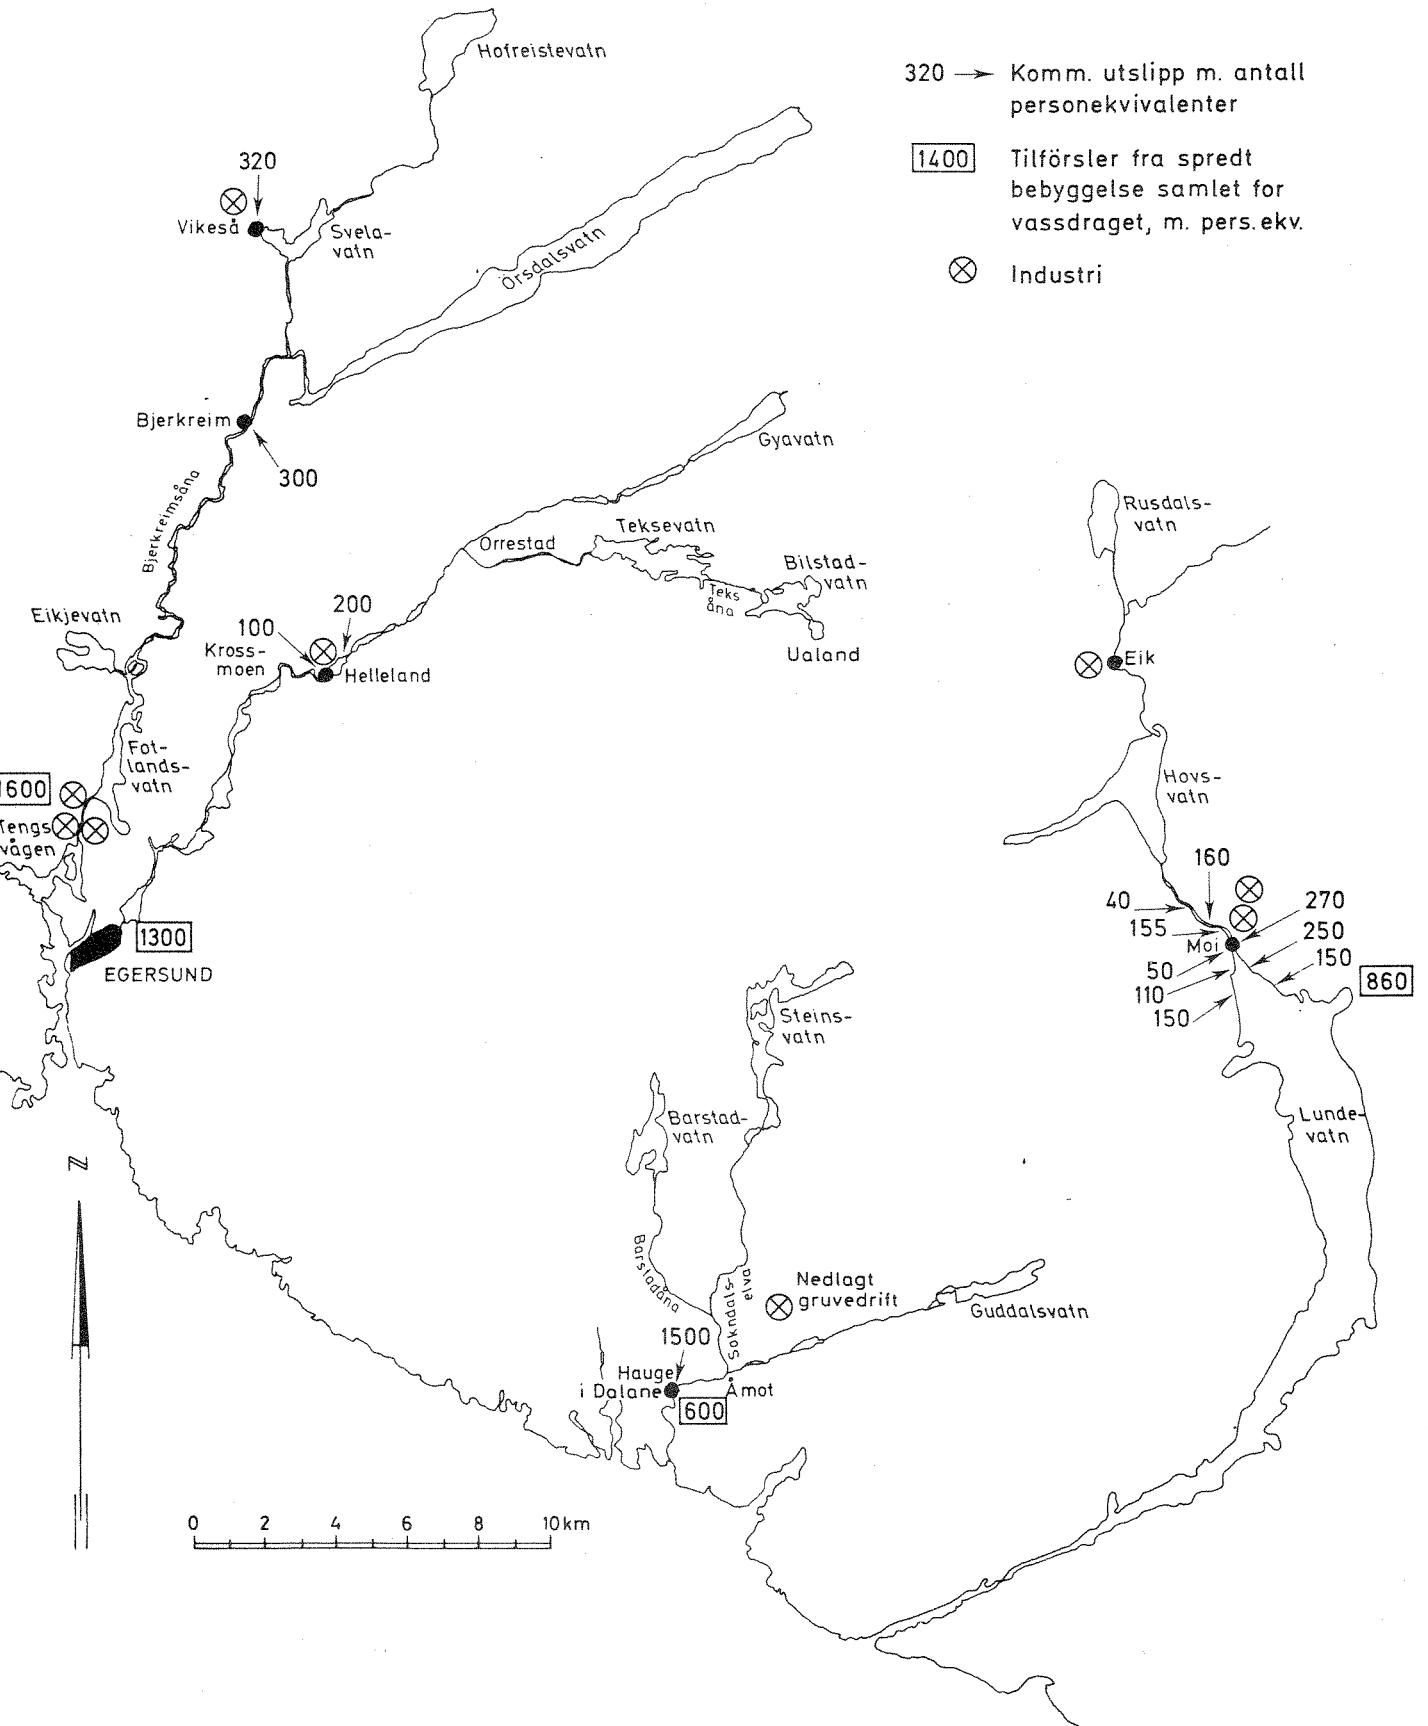 Hofreistevatn
320 → Komm. utslipp m. antall
personekvivalenter
1400 Tilförsler fra spredt
bebyggelse samlet for
vassdraget, m. pers.ekv.
Industri
320
Vikeså
Svela-
vatn
Örsdalsvatn
Bjerkreim
300
Gyavatn
Bjerkreimsåna
Rusdals-
vatn
Teksevatn
Orrestad
Bilstad-
vatn
Teks
åna
Eikjevatn
200
100
Kross-
moen
Helleland
Ualand
Eik
Fot-
lands-
vatn
Hovs-
vatn
1600
Tengs
vågen
160
40
270
155
250
Moi
150
50
110
150
860
1300
EGERSUND
Steins-
vatn
Barstad-
vatn
Lunde-
vatn
N
Barstadåna
Sokndals-
elva
Nedlagt
gruvedrift
Guddalsvatn
1500
Hauge
i Dalane
Åmot
600
0 2 4 6 8 10 km